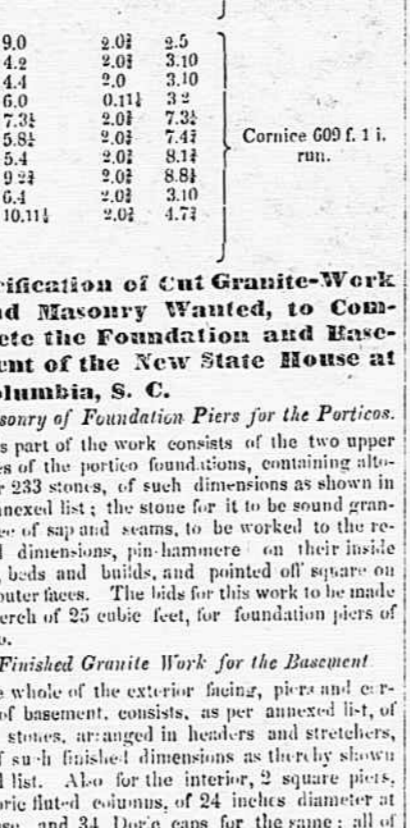 9.0 2.0¾ 2.5
4.2 2.0¾ 3.10
4.4 2.0 3.10
6.0 0.11¼ 3 2
7.3¼ 2.0¾ 7.3¼
5.8¼ 2.0¾ 7.4¾
5.4 2.0¾ 8.1¾
9 2¾ 2.0¾ 8.8¼
6.4 2.0¾ 3.10
10.11¼ 2.0¾ 4.7¾
Cornice 609 f. 1 i.
run.
rification of Cut Granite-Work
nd Masonry Wanted, to Com-
ete the Foundation and Base-
ent of the New State House at
lumbia, S. C.
sonry of Foundation Piers for the Porticos.
s part of the work consists of the two upper
es of the portico foundations, containing alto-
r 233 stones, of such dimensions as shown in
nnexed list; the stone for it to be sound gran-
ee of sap and seams, to be worked to the re-
d dimensions, pin-hammere on their inside
, beds and builds, and pointed off square on
outer faces. The bids for this work to be made
erch of 25 cubic feet, for foundation piers of
o.
Finished Granite Work for the Basement
e whole of the exterior facing, piers and cor-
of basement, consists, as per annexed list, of
stones, arranged in headers and stretchers,
f such finished dimensions as thereby shown
d list. Also for the interior, 2 square piers,
oric fluted columns, of 24 inches diameter at
se, and 34 Doric caps for the same; all of